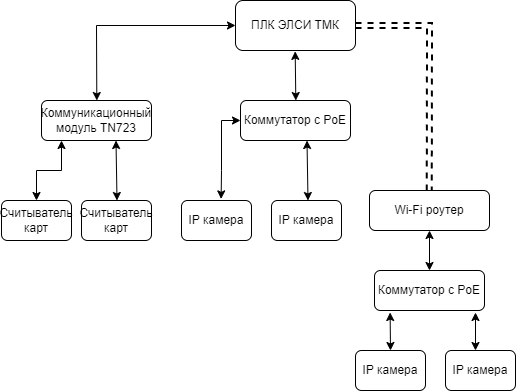 ПЛК ЭЛСИ ТМК
Коммуникационный
модуль TN723
Коммутатор с PoE
Считыватель
карт
Считыватель
карт
IP камера
IP камера
Wi-Fi роутер
Коммутатор с PoE
IP камера
IP камера